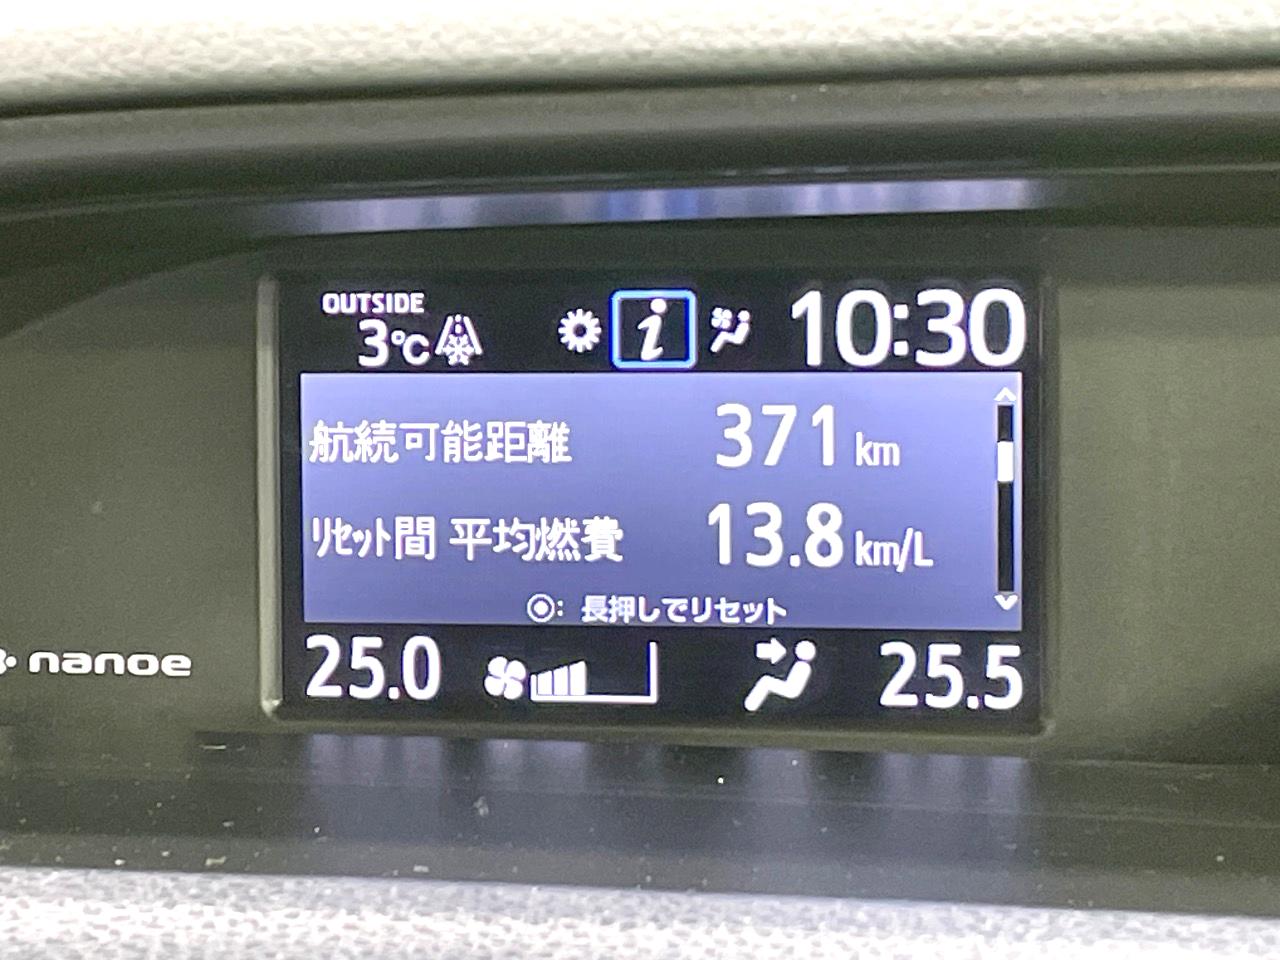 OUTSIDE
3℃
10:30
航続可能距離 371 km
リセット間 平均燃費 13.8 km/L
◉: 長押しでリセット
25.0 25.5
nanoe